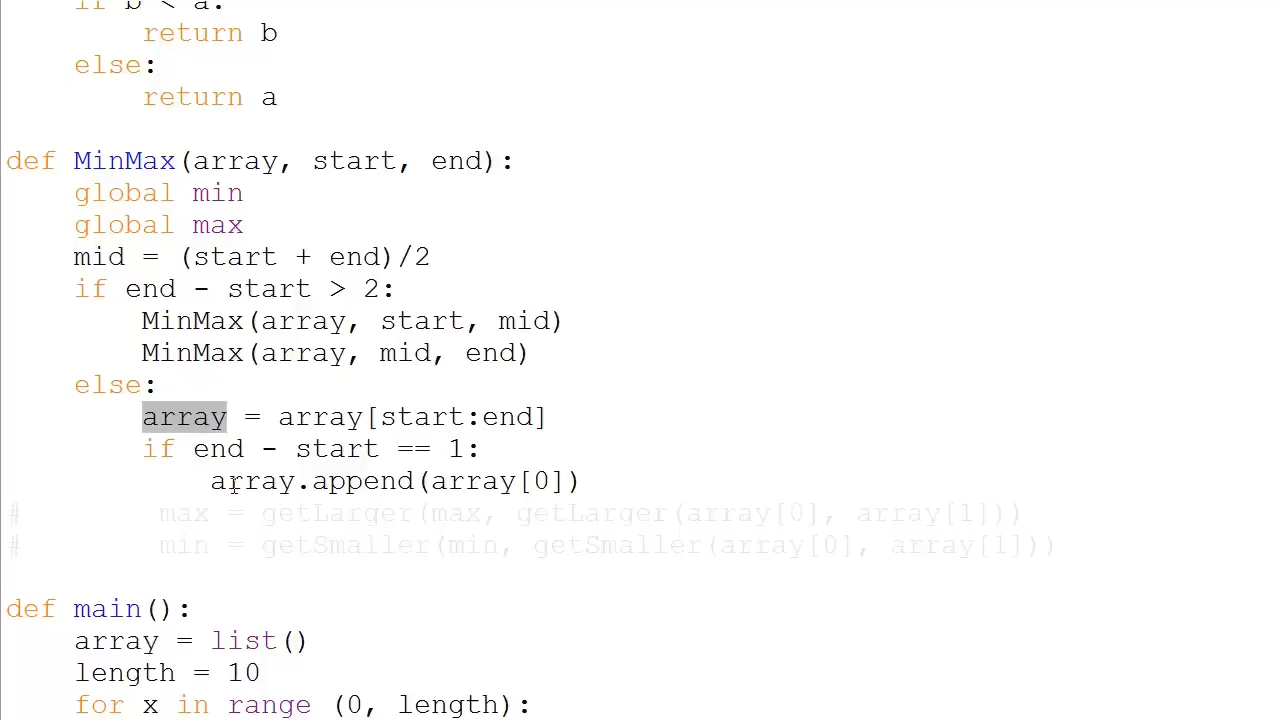 if b < a:
            return b
        else:
            return a

def MinMax(array, start, end):
    global min
    global max
    mid = (start + end)/2
    if end - start > 2:
        MinMax(array, start, mid)
        MinMax(array, mid, end)
    else:
        array = array[start:end]
        if end - start == 1:
            array.append(array[0])
#        max = getLarger(max, getLarger(array[0], array[1]))
#        min = getSmaller(min, getSmaller(array[0], array[1]))

def main():
    array = list()
    length = 10
    for x in range (0, length):